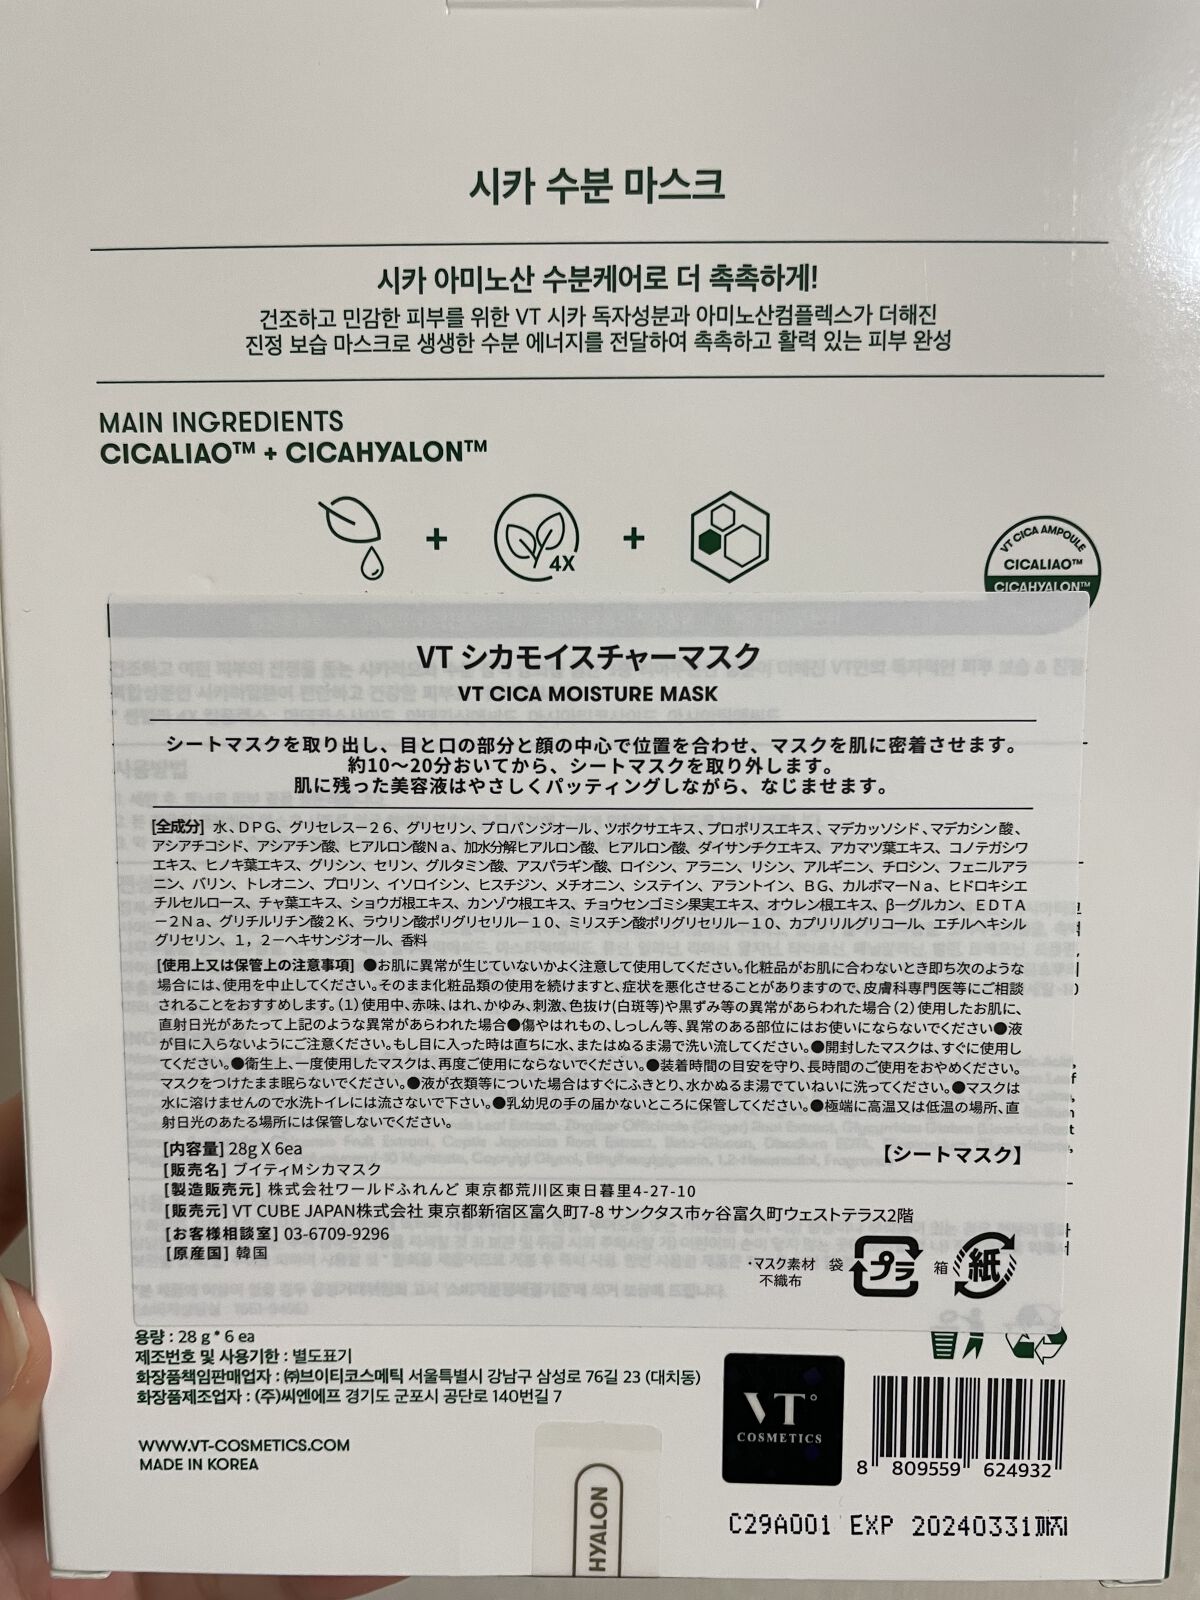 시카 수분 마스크
시카 아미노산 수분케어로 더 촉촉하게!
건조하고 민감한 피부를 위한 VT 시카 독자성분과 아미노산컴플렉스가 더해진
진정 보습 마스크로 생생한 수분 에너지를 전달하여 촉촉하고 활력 있는 피부 완성
MAIN INGREDIENTS
CICALIAO™ + CICAHYALON™
+ 4X +
VT CICA AMPOULE
CICALIAO™
CICAHYALON™
VT シカモイスチャーマスク
VT CICA MOISTURE MASK
シートマスクを取り出し、目と口の部分と顔の中心で位置を合わせ、マスクを肌に密着させます。
約10〜20分おいてから、シートマスクを取り外します。
肌に残った美容液はやさしくパッティングしながら、なじませます。
[全成分] 水、DPG、グリセレス−26、グリセリン、プロパンジオール、ツボクサエキス、プロポリスエキス、マデカッソシド、マデカシン酸、
アシアチコシド、アシアチン酸、ヒアルロン酸Na、加水分解ヒアルロン酸、ヒアルロン酸、ダイサンチクエキス、アカマツ葉エキス、コノテガシワ
エキス、ヒノキ葉エキス、グリシン、セリン、グルタミン酸、アスパラギン酸、ロイシン、アラニン、リシン、アルギニン、チロシン、フェニルアラ
ニン、バリン、トレオニン、プロリン、イソロイシン、ヒスチジン、メチオニン、システイン、アラントイン、BG、カルボマーNa、ヒドロキシエ
チルセルロース、チャ葉エキス、ショウガ根エキス、カンゾウ根エキス、チョウセンゴミシ果実エキス、オウレン根エキス、β−グルカン、EDTA
−2Na、グリチルリチン酸2K、ラウリン酸ポリグリセリル−10、ミリスチン酸ポリグリセリル−10、カプリリルグリコール、エチルヘキシル
グリセリン、1，2−ヘキサンジオール、香料
[使用上又は保管上の注意事項] ●お肌に異常が生じていないかよく注意して使用してください。化粧品がお肌に合わないとき即ち次のような
場合には、使用を中止してください。そのまま化粧品類の使用を続けますと、症状を悪化させることがありますので、皮膚科専門医等にご相談
されることをおすすめします。（1）使用中、赤味、はれ、かゆみ、刺激、色抜け(白斑等)や黒ずみ等の異常があらわれた場合（2）使用したお肌に、
直射日光があたって上記のような異常があらわれた場合●傷やはれもの、しっしん等、異常のある部位にはお使いにならないでください●液
が目に入らないようにご注意ください。もし目に入った時は直ちに水、またはぬるま湯で洗い流してください。●開封したマスクは、すぐに使用し
てください。●衛生上、一度使用したマスクは、再度ご使用にならないでください。●装着時間の目安を守り、長時間のご使用をおやめください。
マスクをつけたまま眠らないでください。●液が衣類等についた場合はすぐにふきとり、水かぬるま湯でていねいに洗ってください。●マスクは
水に溶けませんので水洗トイレには流さないで下さい。●乳幼児の手の届かないところに保管してください。●極端に高温又は低温の場所、直
射日光のあたる場所には保管しないでください。
[内容量] 28g X 6ea
【シートマスク】
[販売名] ブイティMシカマスク
[製造販売元] 株式会社ワールドふれんど 東京都荒川区東日暮里4-27-10
[販売元] VT CUBE JAPAN株式会社 東京都新宿区富久町7-8 サンクタス市ヶ谷富久町ウェストテラス2階
[お客様相談室] 03-6709-9296
[原産国] 韓国
・マスク素材
不織布
袋 プラ 箱 紙
용량 : 28 g * 6 ea
제조번호 및 사용기한 : 별도표기
화장품책임판매업자 : ㈜브이티코스메틱 서울특별시 강남구 삼성로 76길 23 (대치동)
화장품제조업자 : (주)씨엔에프 경기도 군포시 공단로 140번길 7
WWW.VT-COSMETICS.COM
MADE IN KOREA
HYALON
VT
COSMETICS
8 809559 624932
C29A001 EXP 20240331까지